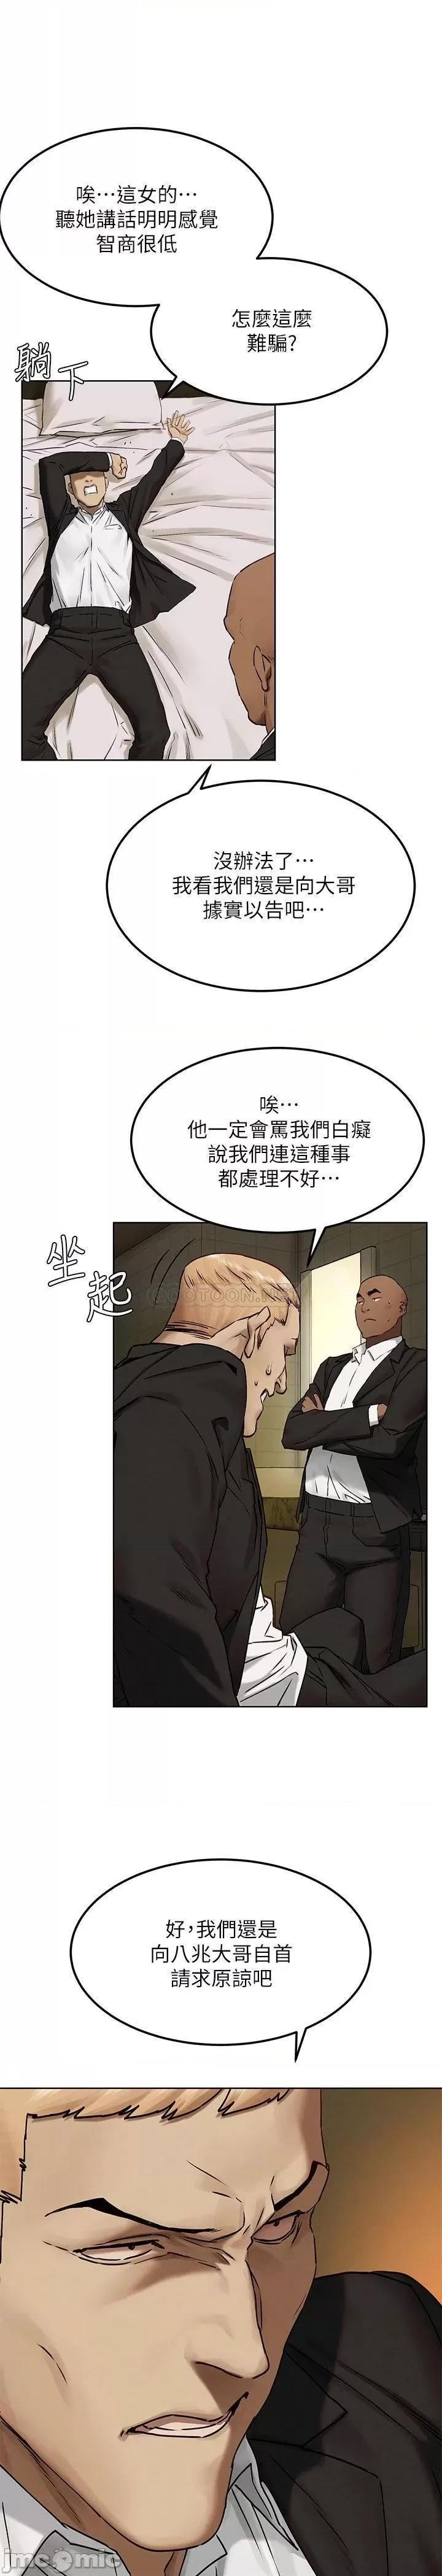 唉…這女的…
聽她講話明明感覺
智商很低
怎麼這麼
難騙?
躺下
沒辦法了…
我看我們還是向大哥
據實以告吧…
唉…
他一定會罵我們白癡
說我們連這種事
都處理不好…
坐起
好,我們還是
向八兆大哥自首
請求原諒吧
jmcomic